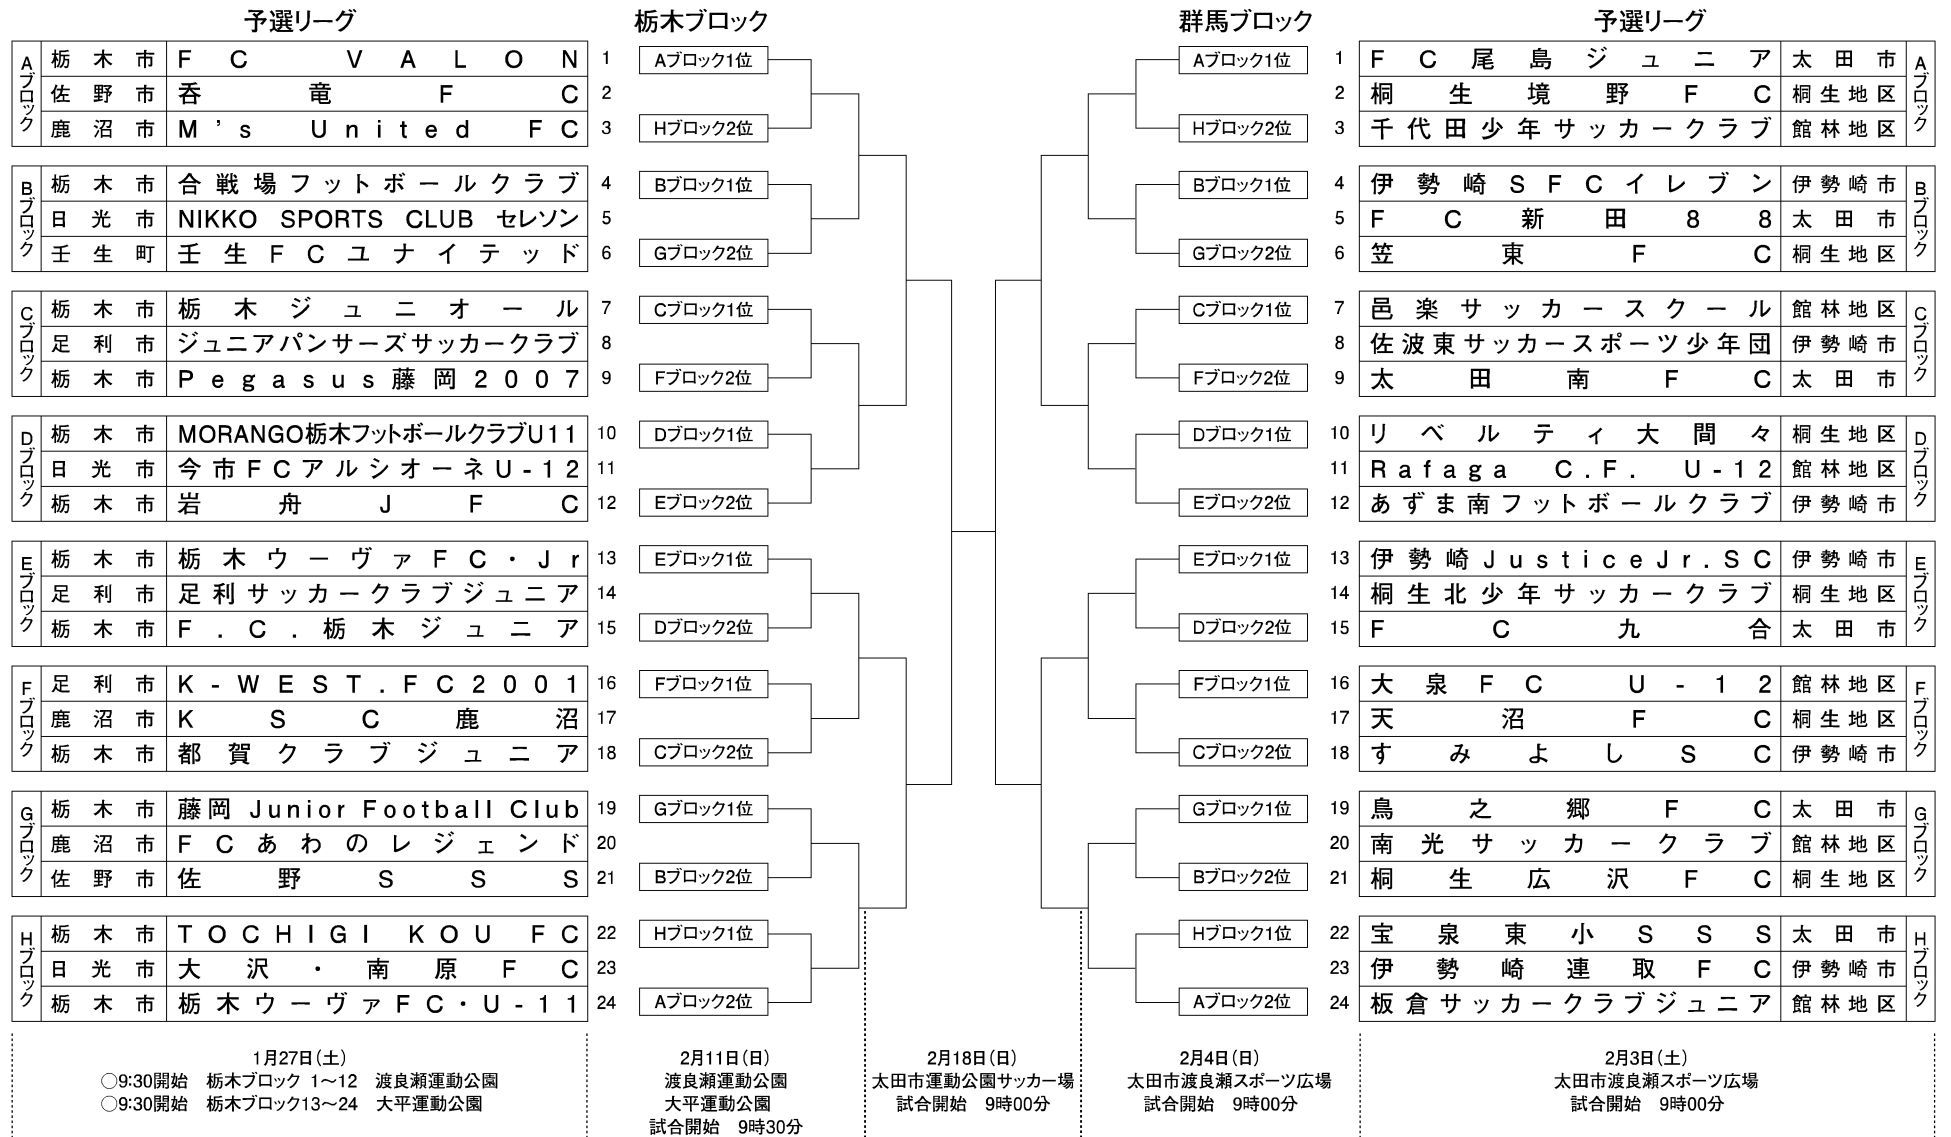 予選リーグ
Aブロック
栃木市 FC VALON 1
佐野市 呑竜FC 2
鹿沼市 M's United FC 3
Bブロック
栃木市 合戦場フットボールクラブ 4
日光市 NIKKO SPORTS CLUB セレソン 5
壬生町 壬生FCユナイテッド 6
Cブロック
栃木市 栃木ジュニオール 7
足利市 ジュニアパンサーズサッカークラブ 8
栃木市 Pegasus藤岡2007 9
Dブロック
栃木市 MORANGO栃木フットボールクラブU11 10
日光市 今市FCアルシオーネU-12 11
栃木市 岩舟JFC 12
Eブロック
栃木市 栃木ウーヴァFC・Jr 13
足利市 足利サッカークラブジュニア 14
栃木市 F.C.栃木ジュニア 15
Fブロック
足利市 K-WEST.FC2001 16
鹿沼市 KSC鹿沼 17
栃木市 都賀クラブジュニア 18
Gブロック
栃木市 藤岡 Junior Football Club 19
鹿沼市 FCあわのレジェンド 20
佐野市 佐野SSS 21
Hブロック
栃木市 TOCHIGI KOU FC 22
日光市 大沢・南原FC 23
栃木市 栃木ウーヴァFC・U-11 24
1月27日(土)
○9:30開始 栃木ブロック 1〜12 渡良瀬運動公園
○9:30開始 栃木ブロック13〜24 大平運動公園
栃木ブロック
Aブロック1位
Hブロック2位
Bブロック1位
Gブロック2位
Cブロック1位
Fブロック2位
Dブロック1位
Eブロック2位
Eブロック1位
Dブロック2位
Fブロック1位
Cブロック2位
Gブロック1位
Bブロック2位
Hブロック1位
Aブロック2位
2月11日(日)
渡良瀬運動公園
大平運動公園
試合開始 9時30分
2月18日(日)
太田市運動公園サッカー場
試合開始 9時00分
群馬ブロック
Aブロック1位
Hブロック2位
Bブロック1位
Gブロック2位
Cブロック1位
Fブロック2位
Dブロック1位
Eブロック2位
Eブロック1位
Dブロック2位
Fブロック1位
Cブロック2位
Gブロック1位
Bブロック2位
Hブロック1位
Aブロック2位
2月4日(日)
太田市渡良瀬スポーツ広場
試合開始 9時00分
予選リーグ
1 FC尾島ジュニア 太田市
2 桐生境野FC 桐生地区
3 千代田少年サッカークラブ 館林地区
Aブロック
4 伊勢崎SFCイレブン 伊勢崎市
5 FC新田88 太田市
6 笠東FC 桐生地区
Bブロック
7 邑楽サッカースクール 館林地区
8 佐波東サッカースポーツ少年団 伊勢崎市
9 太田南FC 太田市
Cブロック
10 リベルティ大間々 桐生地区
11 Rafaga C.F. U-12 館林地区
12 あずま南フットボールクラブ 伊勢崎市
Dブロック
13 伊勢崎JusticeJr.SC 伊勢崎市
14 桐生北少年サッカークラブ 桐生地区
15 FC九合 太田市
Eブロック
16 大泉FC U-12 館林地区
17 天沼FC 桐生地区
18 すみよしSC 伊勢崎市
Fブロック
19 鳥之郷FC 太田市
20 南光サッカークラブ 館林地区
21 桐生広沢FC 桐生地区
Gブロック
22 宝泉東小SSS 太田市
23 伊勢崎連取FC 伊勢崎市
24 板倉サッカークラブジュニア 館林地区
Hブロック
2月3日(土)
太田市渡良瀬スポーツ広場
試合開始 9時00分